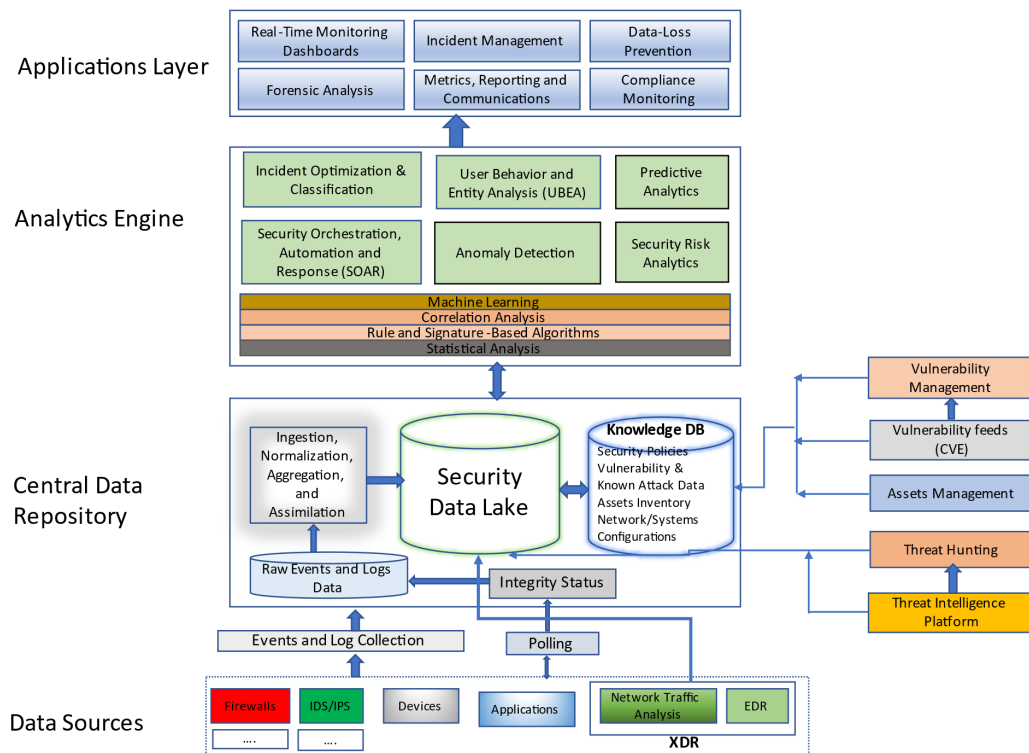 Applications Layer
Real-Time Monitoring
Dashboards
Incident Management
Data-Loss
Prevention
Forensic Analysis
Metrics, Reporting and
Communications
Compliance
Monitoring
Analytics Engine
Incident Optimization &
Classification
User Behavior and
Entity Analysis (UBEA)
Predictive
Analytics
Security Orchestration,
Automation and
Response (SOAR)
Anomaly Detection
Security Risk
Analytics
Machine Learning
Correlation Analysis
Rule and Signature -Based Algorithms
Statistical Analysis
Central Data
Repository
Ingestion,
Normalization,
Aggregation,
and
Assimilation
Security
Data Lake
Knowledge DB
Security Policies
Vulnerability &
Known Attack Data
Assets Inventory
Network/Systems
Configurations
Raw Events and Logs
Data
Integrity Status
Vulnerability
Management
Vulnerability feeds
(CVE)
Assets Management
Threat Hunting
Threat Intelligence
Platform
Events and Log Collection
Polling
Data Sources
Firewalls
IDS/IPS
Devices
Applications
Network Traffic
Analysis
EDR
....
....
XDR